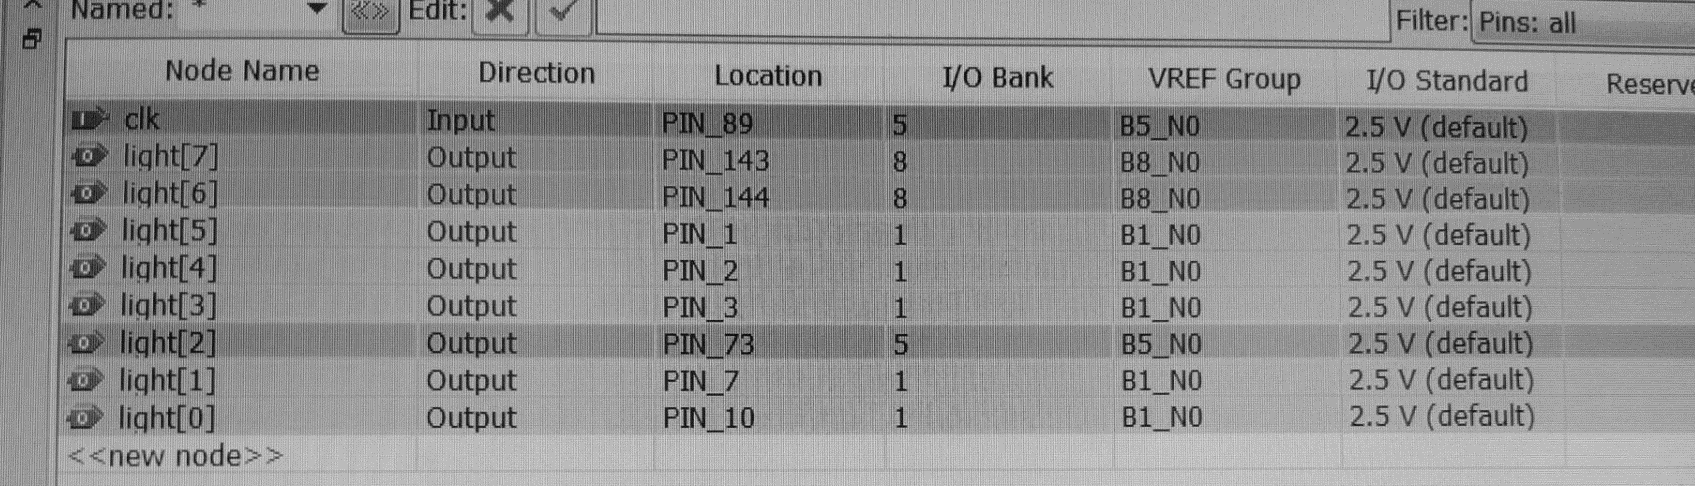 Named: * «» Edit: Filter: Pins: all
Node Name Direction Location I/O Bank VREF Group I/O Standard Reserve
clk Input PIN_89 5 B5_N0 2.5 V (default)
light[7] Output PIN_143 8 B8_N0 2.5 V (default)
light[6] Output PIN_144 8 B8_N0 2.5 V (default)
light[5] Output PIN_1 1 B1_N0 2.5 V (default)
light[4] Output PIN_2 1 B1_N0 2.5 V (default)
light[3] Output PIN_3 1 B1_N0 2.5 V (default)
light[2] Output PIN_73 5 B5_N0 2.5 V (default)
light[1] Output PIN_7 1 B1_N0 2.5 V (default)
light[0] Output PIN_10 1 B1_N0 2.5 V (default)
<<new node>>